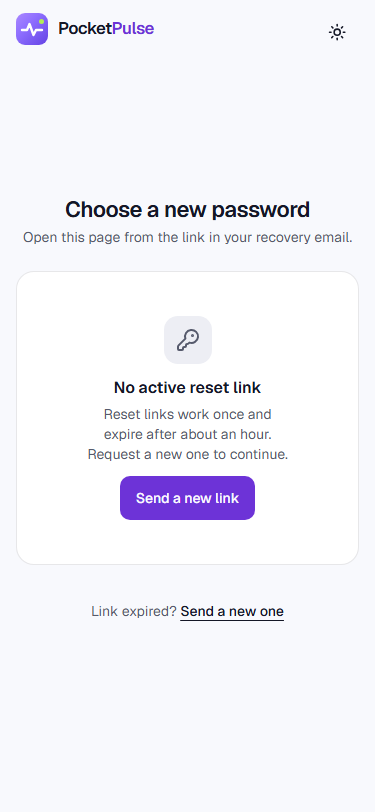 PocketPulse
Choose a new password
Open this page from the link in your recovery email.
No active reset link
Reset links work once and
expire after about an hour.
Request a new one to continue.
Send a new link
Link expired? Send a new one